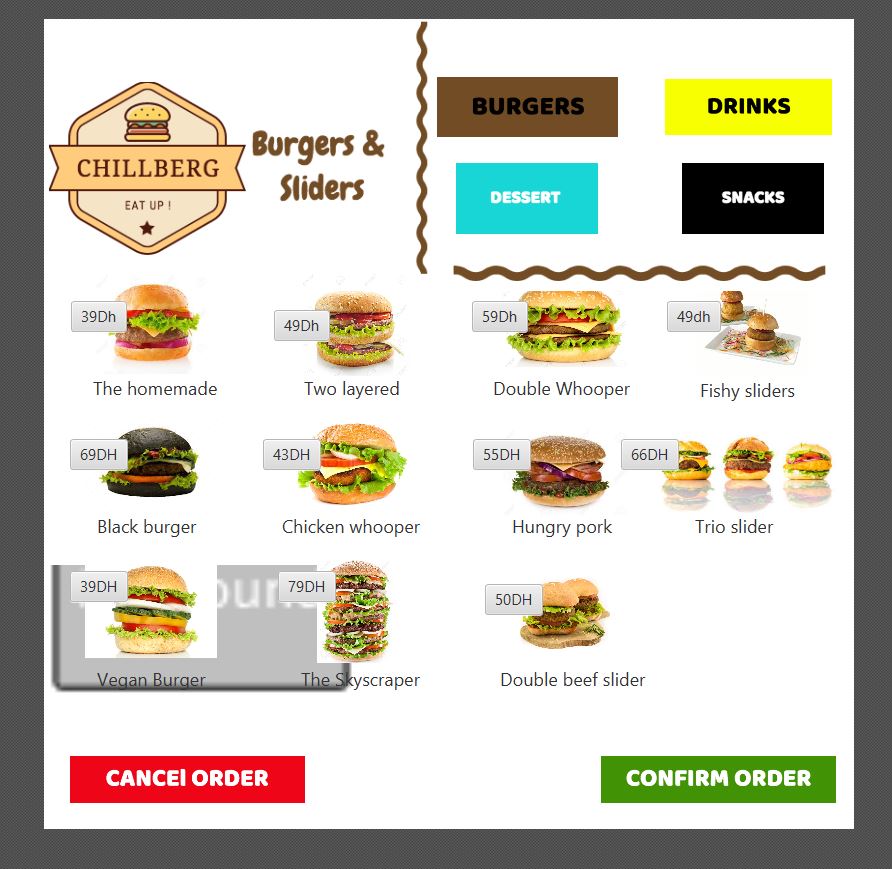 BURGERS
DRINKS
CHILLBERG
EAT UP !
Burgers &
Sliders
DESSERT
SNACKS
39Dh
49Dh
59Dh
49dh
The homemade
Two layered
Double Whooper
Fishy sliders
69DH
43DH
55DH
66DH
Black burger
Chicken whooper
Hungry pork
Trio slider
39DH
79DH
50DH
Vegan Burger
The Skyscraper
Double beef slider
CANCEl ORDER
CONFIRM ORDER